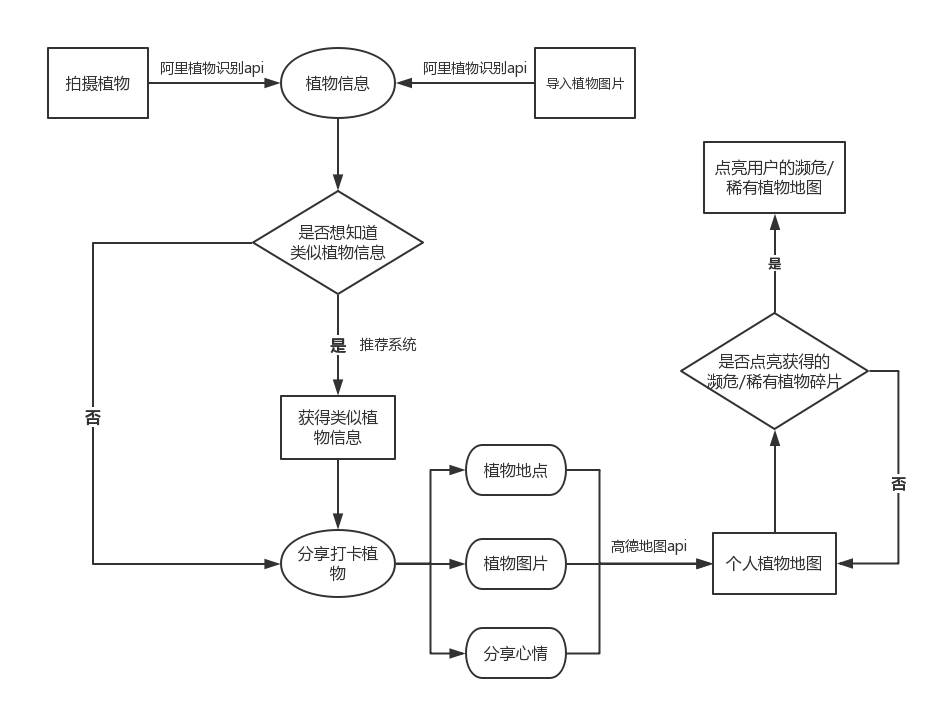 拍摄植物
阿里植物识别api
植物信息
阿里植物识别api
导入植物图片
点亮用户的濒危/
稀有植物地图
是否想知道
类似植物信息
是
是
推荐系统
是否点亮获得的
濒危/稀有植物碎片
否
获得类似植
物信息
植物地点
否
分享打卡植
物
植物图片
高德地图api
个人植物地图
分享心情